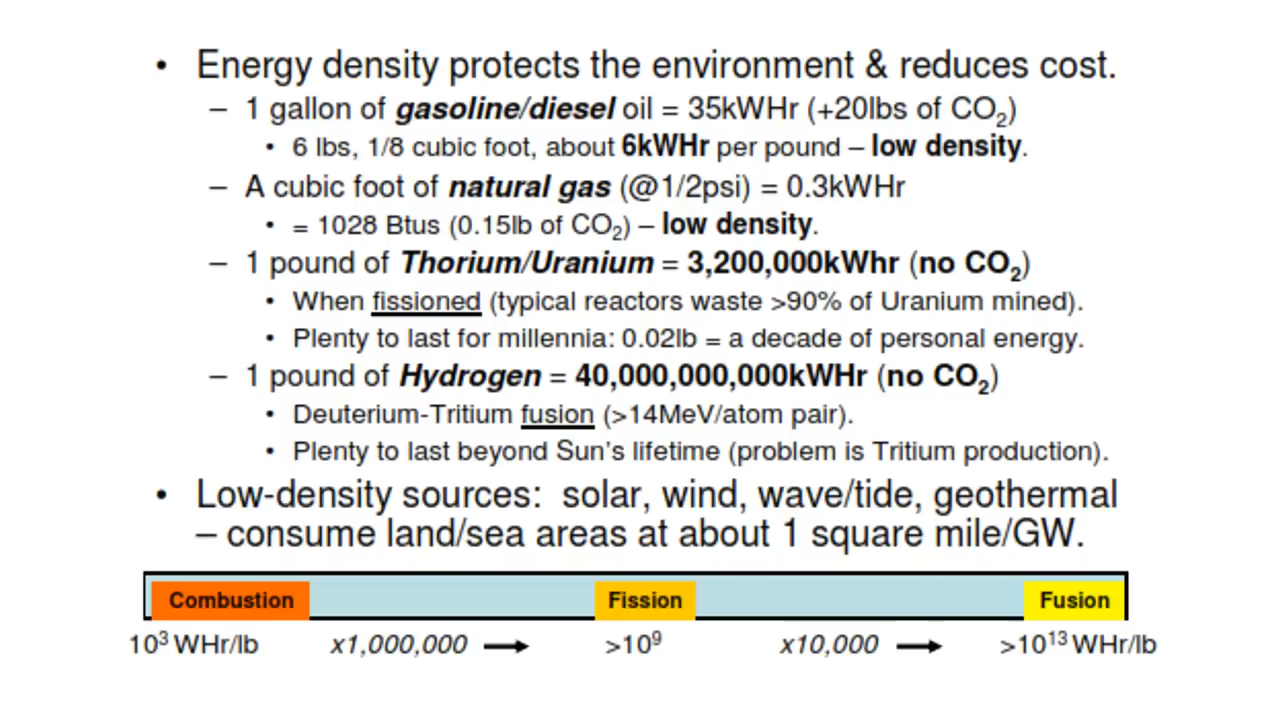 • Energy density protects the environment & reduces cost.
– 1 gallon of gasoline/diesel oil = 35kWHr (+20lbs of CO₂)
• 6 lbs, 1/8 cubic foot, about 6kWHr per pound – low density.
– A cubic foot of natural gas (@1/2psi) = 0.3kWHr
• = 1028 Btus (0.15lb of CO₂) – low density.
– 1 pound of Thorium/Uranium = 3,200,000kWhr (no CO₂)
• When fissioned (typical reactors waste >90% of Uranium mined).
• Plenty to last for millennia: 0.02lb = a decade of personal energy.
– 1 pound of Hydrogen = 40,000,000,000kWHr (no CO₂)
• Deuterium-Tritium fusion (>14MeV/atom pair).
• Plenty to last beyond Sun's lifetime (problem is Tritium production).
• Low-density sources: solar, wind, wave/tide, geothermal
– consume land/sea areas at about 1 square mile/GW.
Combustion Fission Fusion
10³ WHr/lb x1,000,000 → >10⁹ x10,000 → >10¹³ WHr/lb